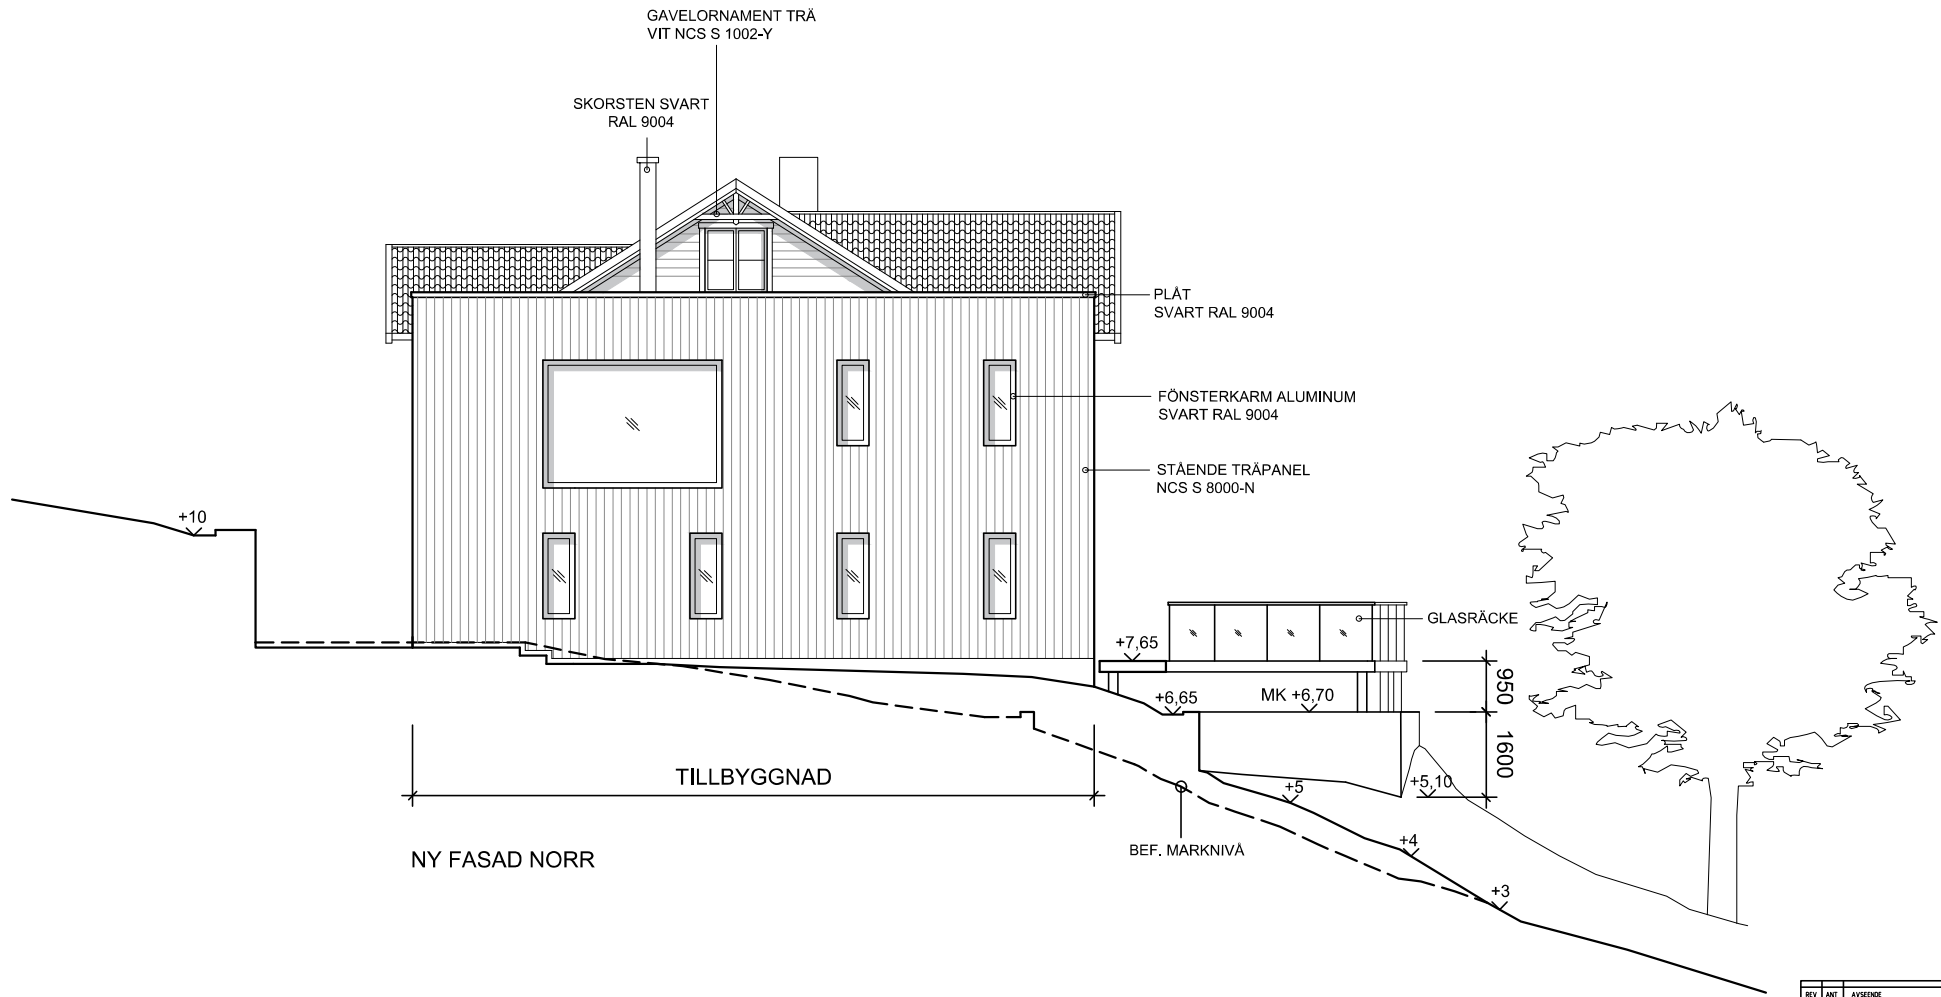 GAVELORNAMENT TRÄ
VIT NCS S 1002-Y
SKORSTEN SVART
RAL 9004
PLÅT
SVART RAL 9004
FÖNSTERKARM ALUMINUM
SVART RAL 9004
STÅENDE TRÄPANEL
NCS S 8000-N
+10
GLASRÄCKE
+7,65
+6,65
MK +6,70
950
1600
TILLBYGGNAD
+5
+5,10
+4
BEF. MARKNIVÅ
NY FASAD NORR
+3
REV ANT AVSEENDE